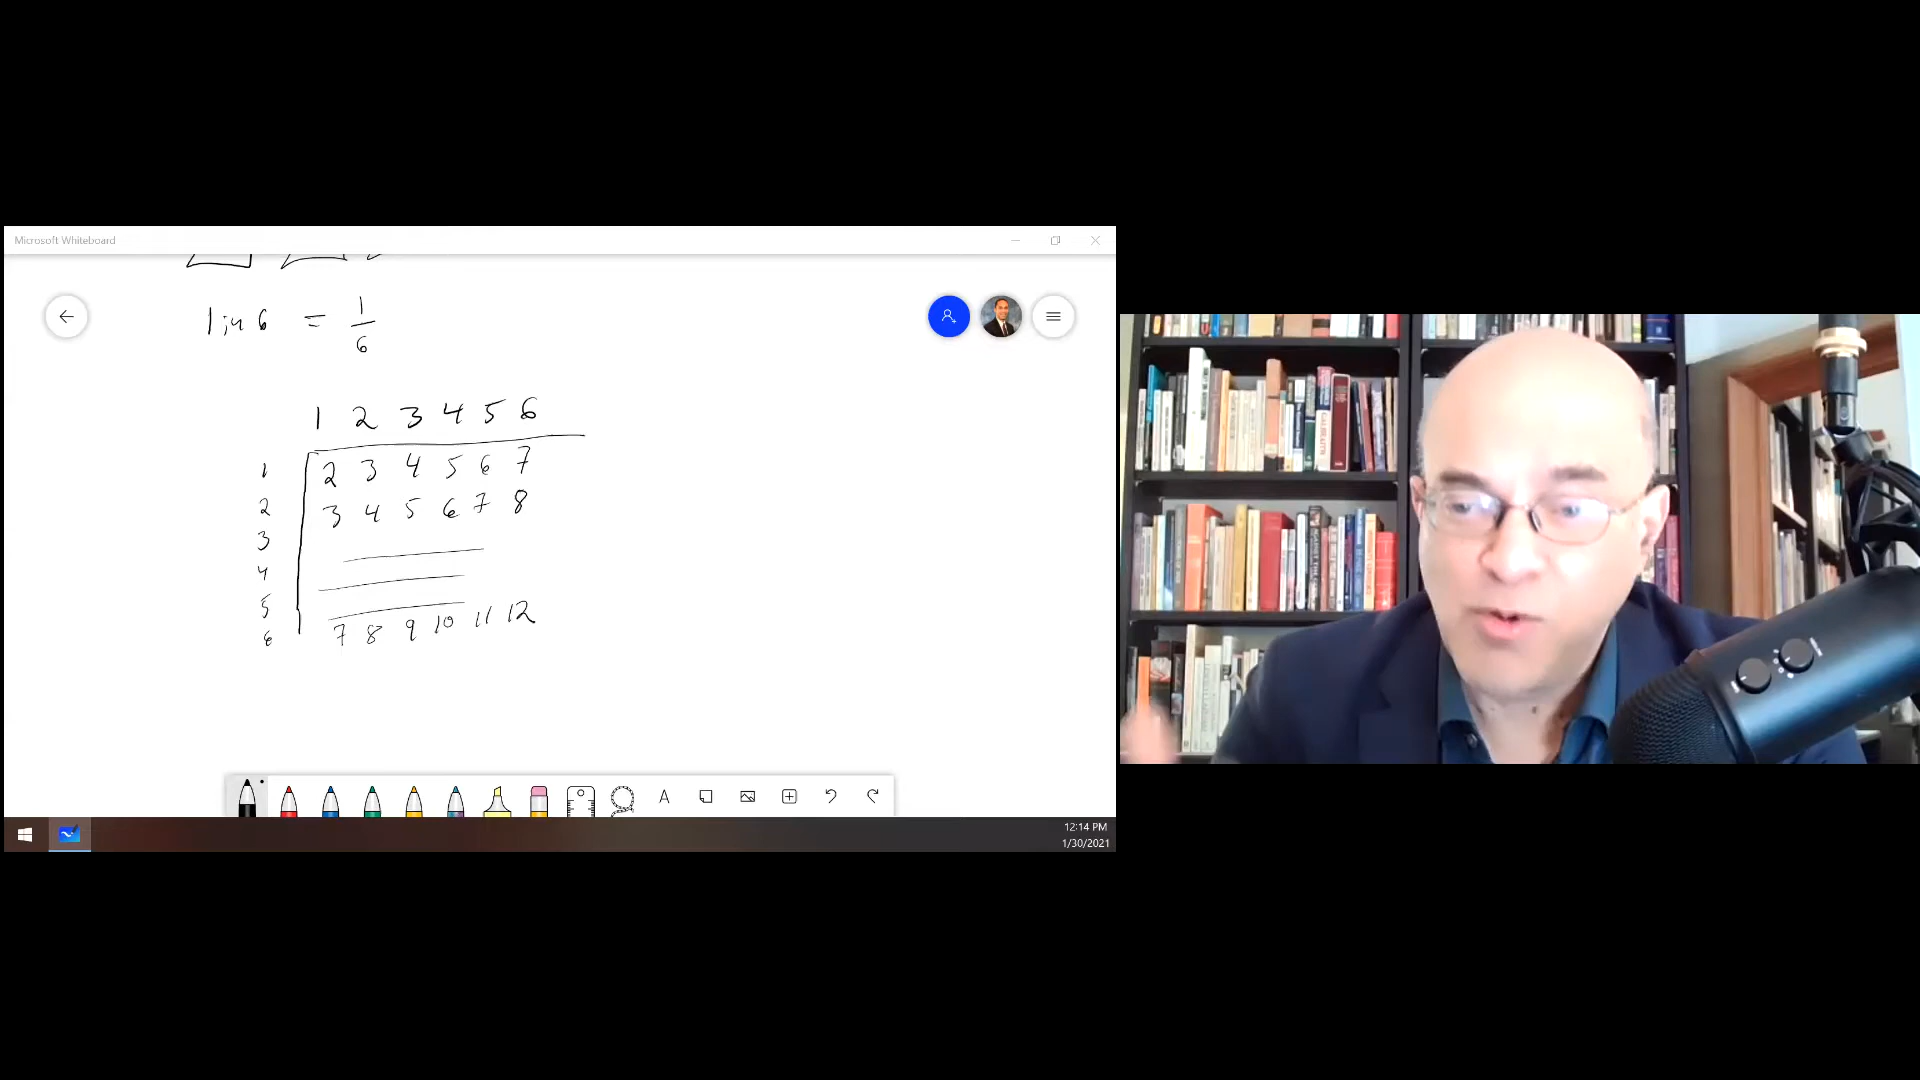 Microsoft Whiteboard
1 in 6 = 1/6
1 2 3 4 5 6
1 2 3 4 5 6 7
2 3 4 5 6 7 8
3
4
5
6 7 8 9 10 11 12
A
12:14 PM
1/30/2021